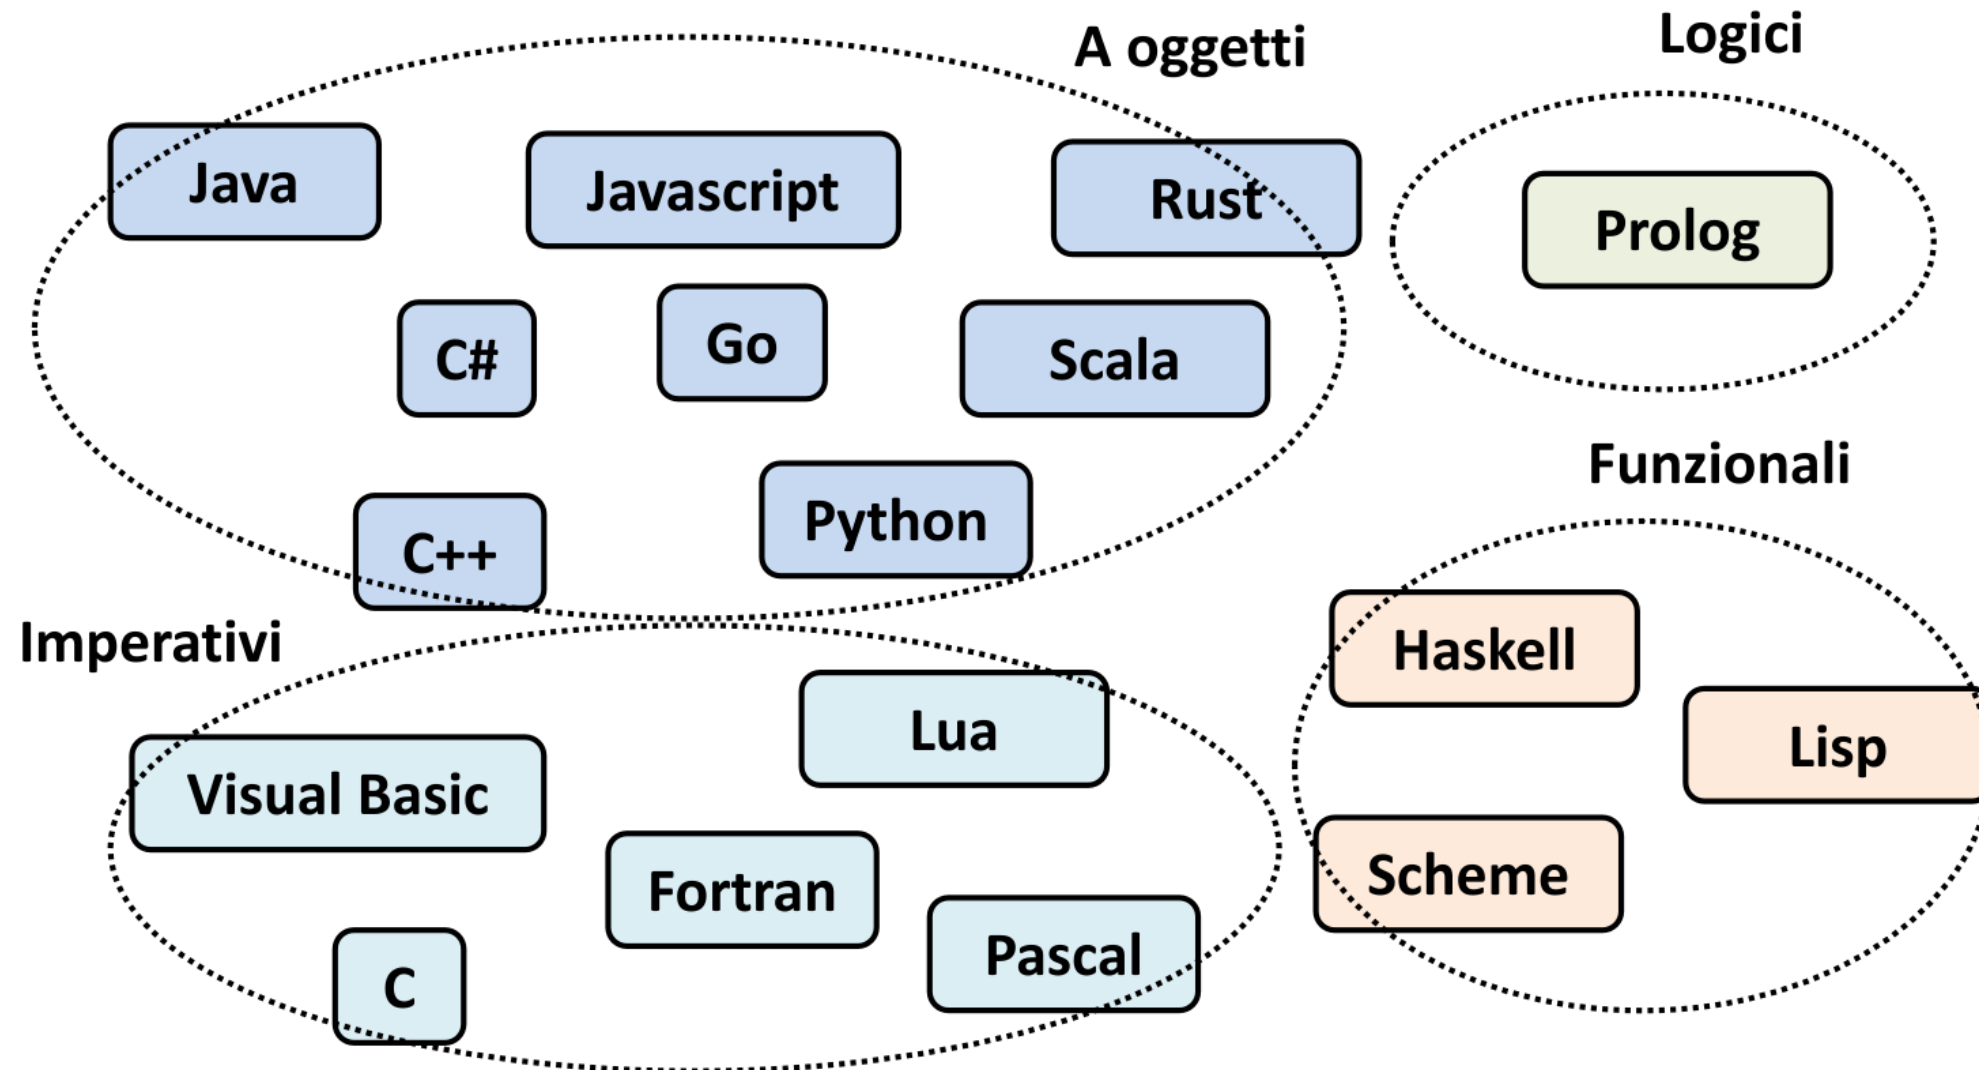 A oggetti
Logici
Java
Javascript
Rust
Prolog
C#
Go
Scala
Funzionali
C++
Python
Imperativi
Haskell
Lua
Lisp
Visual Basic
Fortran
Scheme
Pascal
C